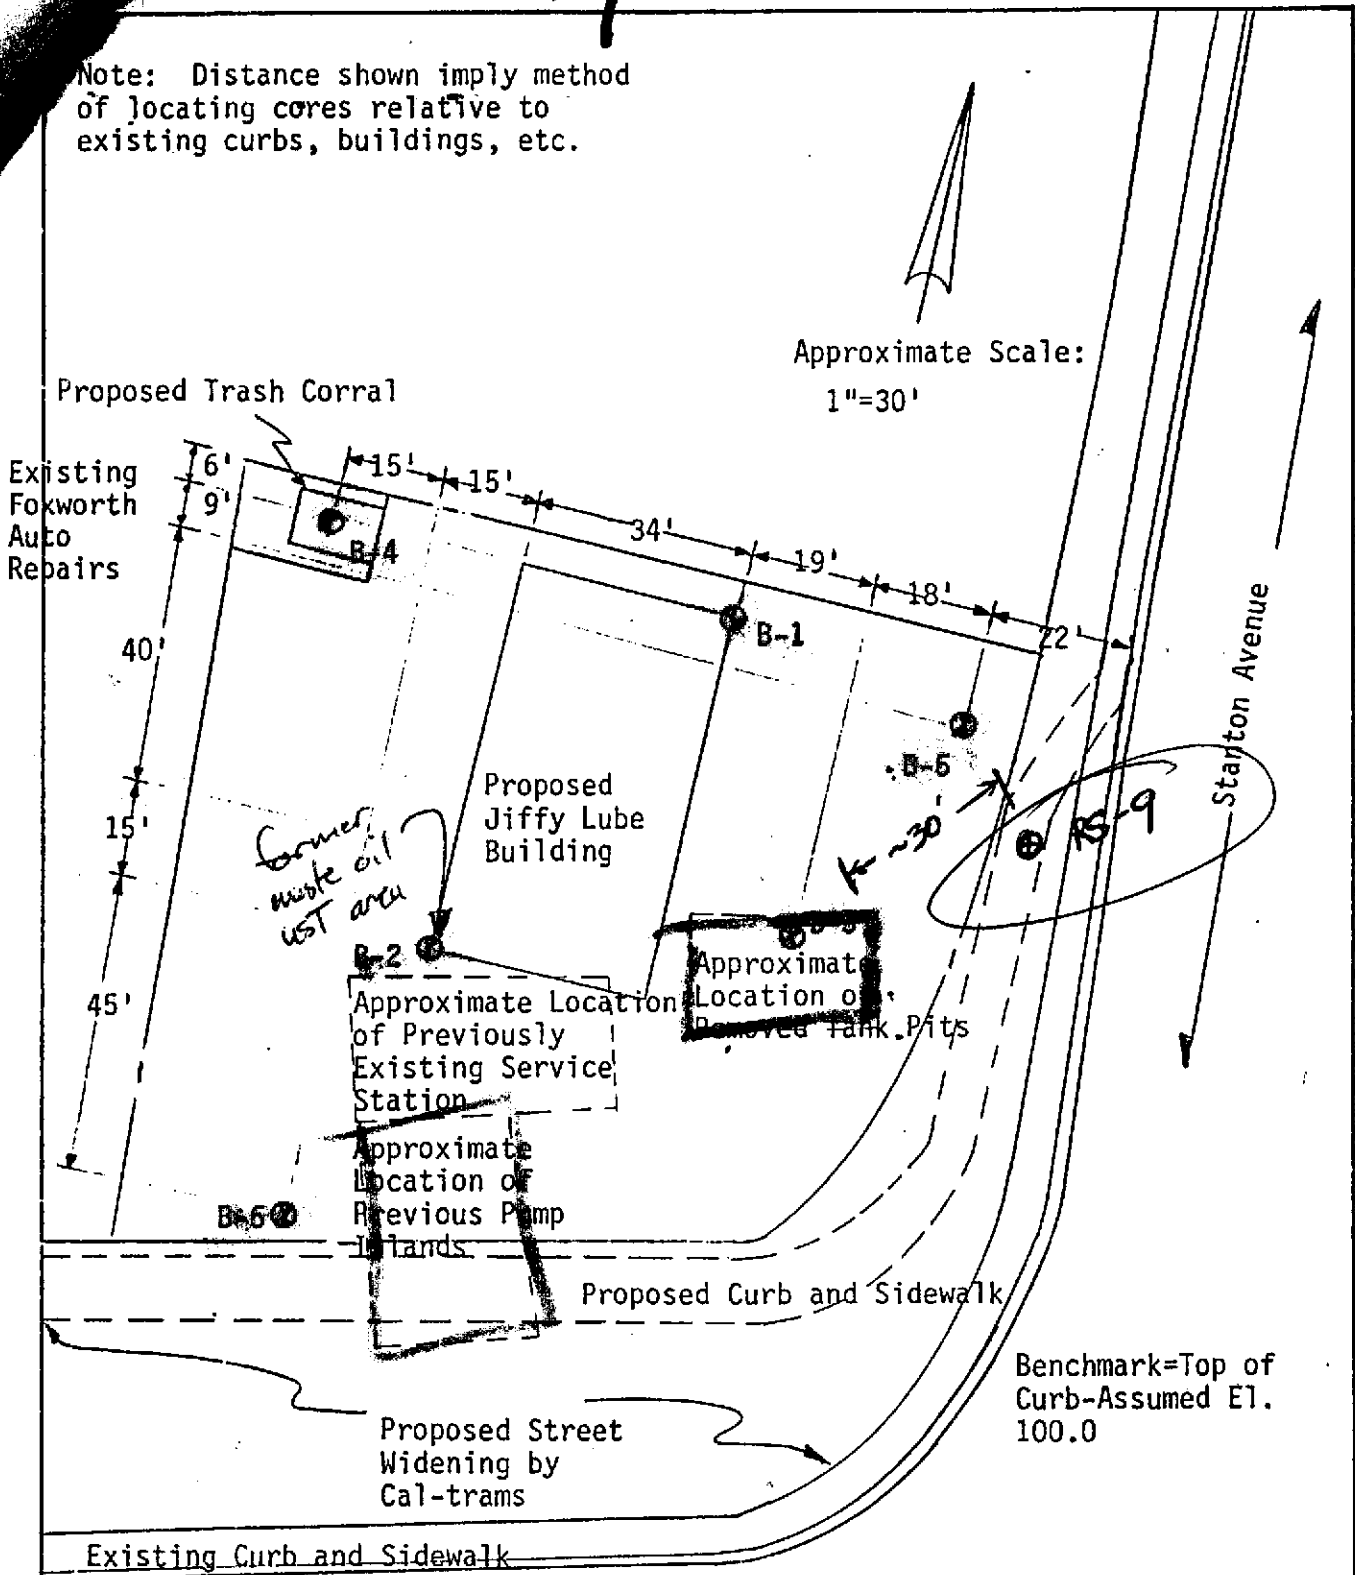 Note: Distance shown imply method
of locating cores relative to
existing curbs, buildings, etc.
Approximate Scale:
1"=30'
Proposed Trash Corral
Existing
Foxworth
Auto
Repairs
6'
9'
15'
15'
34'
19'
18'
22'
B-4
B-1
40'
B-5
Stanton Avenue
Proposed
Jiffy Lube
Building
15'
former
waste oil
UST area
~30'
RS-9
B-2
Approximate
Location of
Removed Tank Pits
Approximate Location
of Previously
Existing Service
Station
45'
Approximate
Location of
Previous Pump
Islands
B-6
Proposed Curb and Sidewalk
Benchmark=Top of
Curb-Assumed El.
100.0
Proposed Street
Widening by
Cal-trams
Existing Curb and Sidewalk